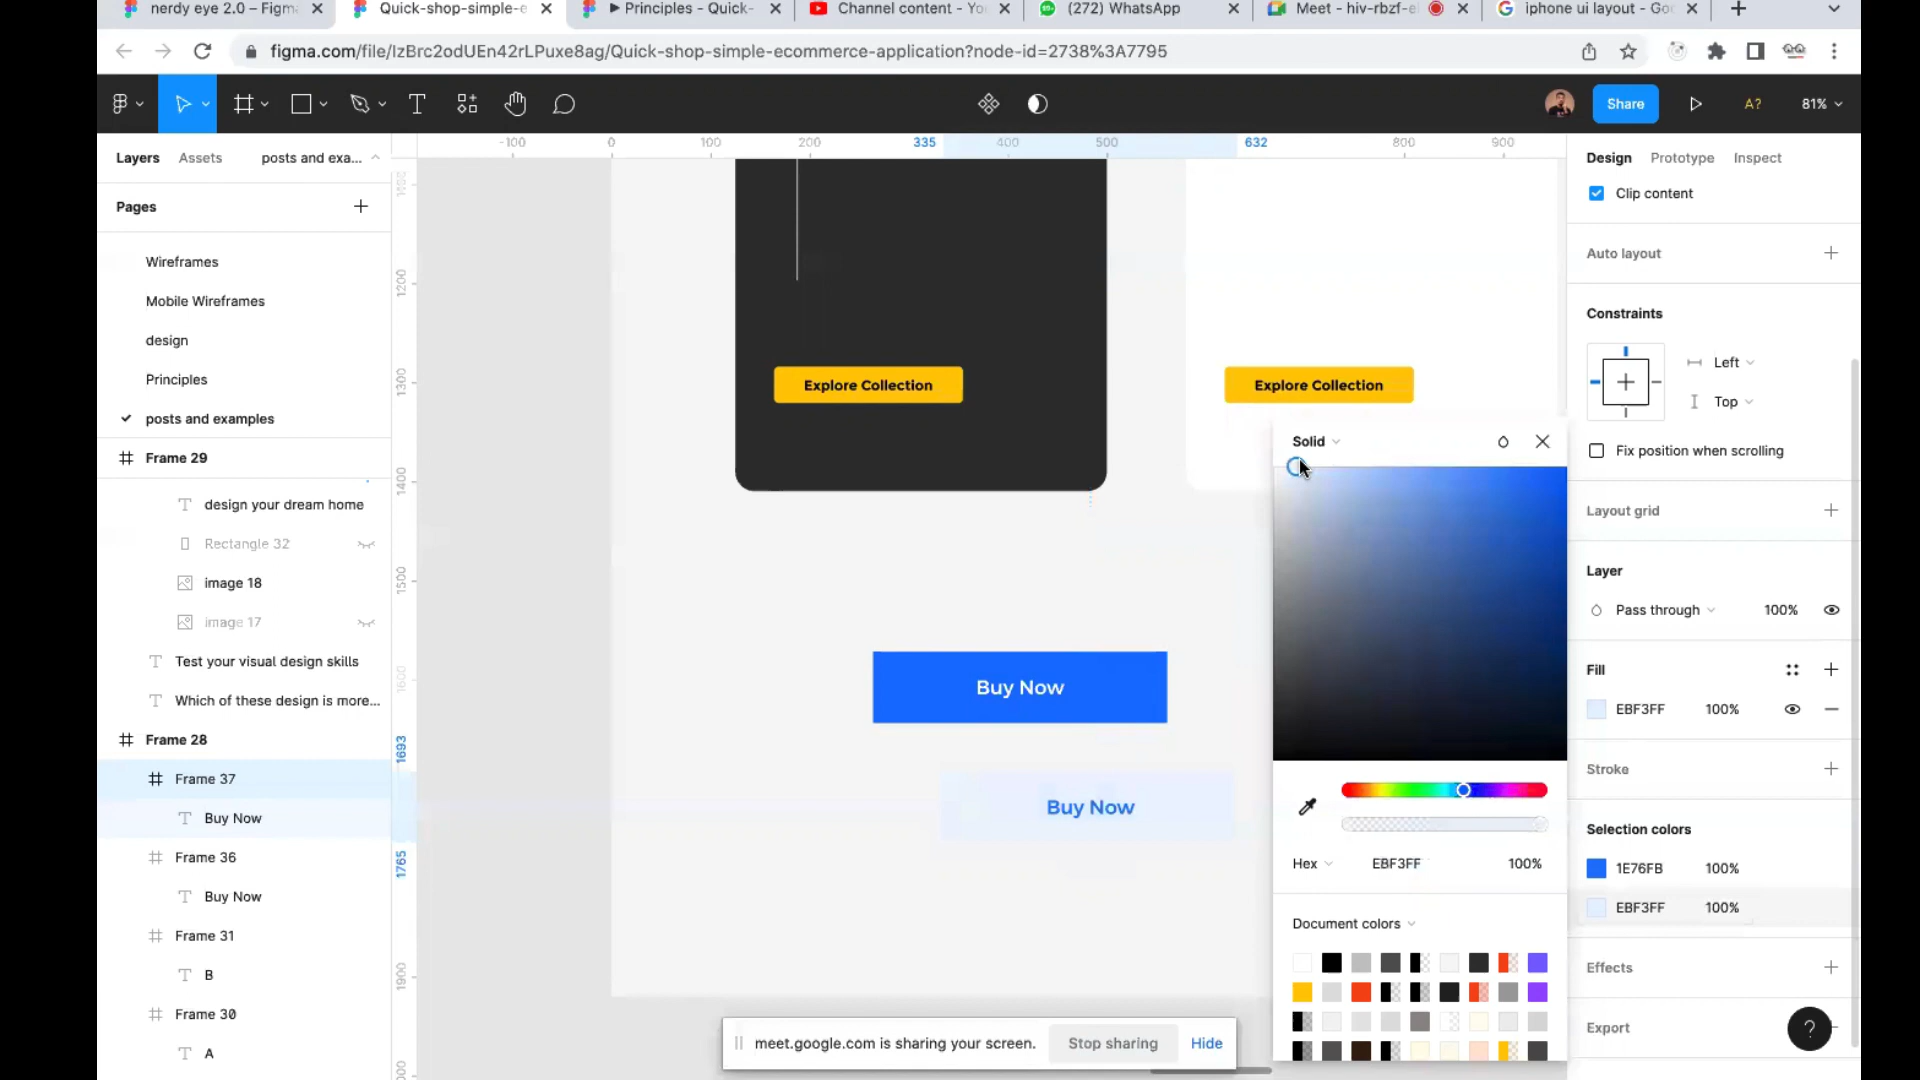 nerdy eye 2.0 – Figm
Quick-shop-simple-e
Principles - Quick-
Channel content - Yo
(272) WhatsApp
Meet - hiv-rbzf-e
iphone ui layout - Go
figma.com/file/IzBrc2odUEn42rLPuxe8ag/Quick-shop-simple-ecommerce-application?node-id=2738%3A7795
Share
A?
81%
Layers
Assets
posts and exa...
-100
0
100
200
335
400
500
632
800
900
Design
Prototype
Inspect
Pages
Clip content
Wireframes
Mobile Wireframes
design
Principles
posts and examples
Frame 29
design your dream home
Rectangle 32
image 18
image 17
Test your visual design skills
Which of these design is more...
Frame 28
Frame 37
Buy Now
Frame 36
Buy Now
Frame 31
B
Frame 30
A
1200
1300
1400
1500
1600
1693
1765
1900
Explore Collection
Explore Collection
Buy Now
Buy Now
Solid
Hex
EBF3FF
100%
Document colors
Auto layout
Constraints
Left
Top
Fix position when scrolling
Layout grid
Layer
Pass through
100%
Fill
EBF3FF
100%
Stroke
Selection colors
1E76FB
100%
EBF3FF
100%
Effects
Export
?
meet.google.com is sharing your screen.
Stop sharing
Hide